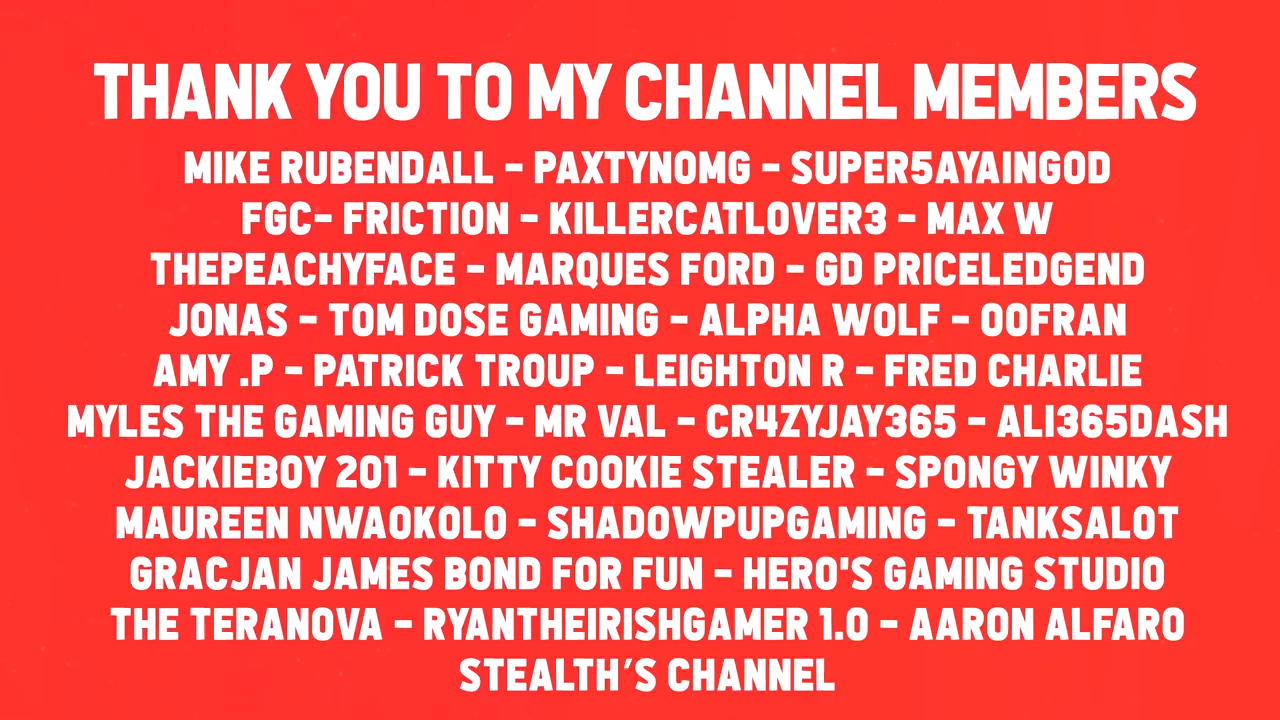 THANK YOU TO MY CHANNEL MEMBERS
MIKE RUBENDALL - PAXTYNOMG - SUPER5AYAINGOD
FGC- FRICTION - KILLERCATLOVER3 - MAX W
THEPEACHYFACE - MARQUES FORD - GD PRICELEDGEND
JONAS - TOM DOSE GAMING - ALPHA WOLF - OOFRAN
AMY .P - PATRICK TROUP - LEIGHTON R - FRED CHARLIE
MYLES THE GAMING GUY - MR VAL - CR4ZYJAY365 - ALI365DASH
JACKIEBOY 201 - KITTY COOKIE STEALER - SPONGY WINKY
MAUREEN NWAOKOLO - SHADOWPUPGAMING - TANKSALOT
GRACJAN JAMES BOND FOR FUN - HERO'S GAMING STUDIO
THE TERANOVA - RYANTHEIRISHGAMER 1.0 - AARON ALFARO
STEALTH’S CHANNEL